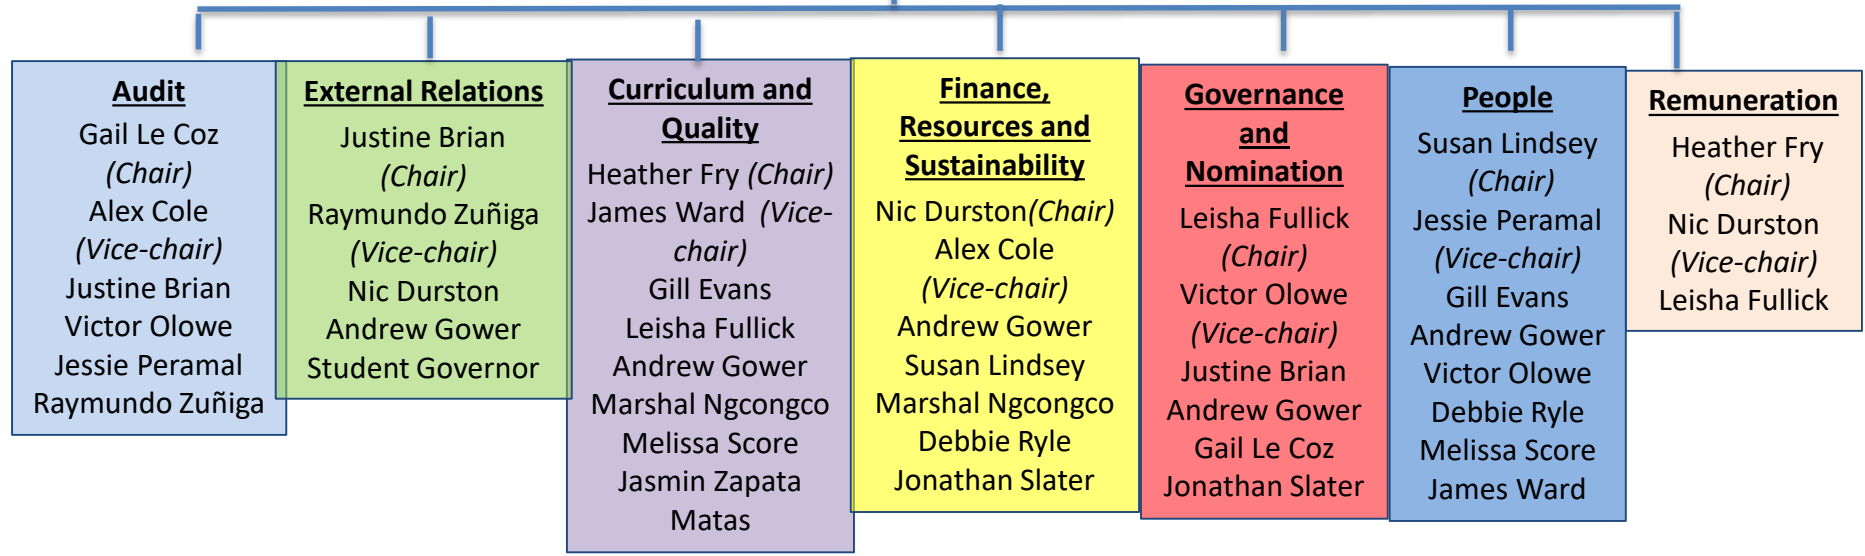 Audit
Gail Le Coz
(Chair)
Alex Cole
(Vice-chair)
Justine Brian
Victor Olowe
Jessie Peramal
Raymundo Zuñiga
External Relations
Justine Brian
(Chair)
Raymundo Zuñiga
(Vice-chair)
Nic Durston
Andrew Gower
Student Governor
Curriculum and
Quality
Heather Fry (Chair)
James Ward (Vice-
chair)
Gill Evans
Leisha Fullick
Andrew Gower
Marshal Ngcongco
Melissa Score
Jasmin Zapata
Matas
Finance,
Resources and
Sustainability
Nic Durston(Chair)
Alex Cole
(Vice-chair)
Andrew Gower
Susan Lindsey
Marshal Ngcongco
Debbie Ryle
Jonathan Slater
Governance
and
Nomination
Leisha Fullick
(Chair)
Victor Olowe
(Vice-chair)
Justine Brian
Andrew Gower
Gail Le Coz
Jonathan Slater
People
Susan Lindsey
(Chair)
Jessie Peramal
(Vice-chair)
Gill Evans
Andrew Gower
Victor Olowe
Debbie Ryle
Melissa Score
James Ward
Remuneration
Heather Fry
(Chair)
Nic Durston
(Vice-chair)
Leisha Fullick